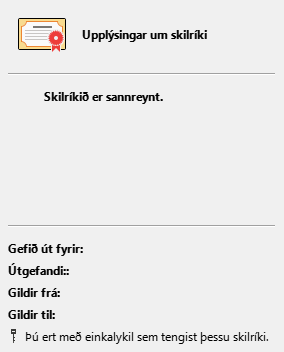 Upplýsingar um skilríki
Skilríkið er sannreynt.
Gefið út fyrir:
Útgefandi::
Gildir frá:
Gildir til:
Þú ert með einkalykil sem tengist þessu skilríki.